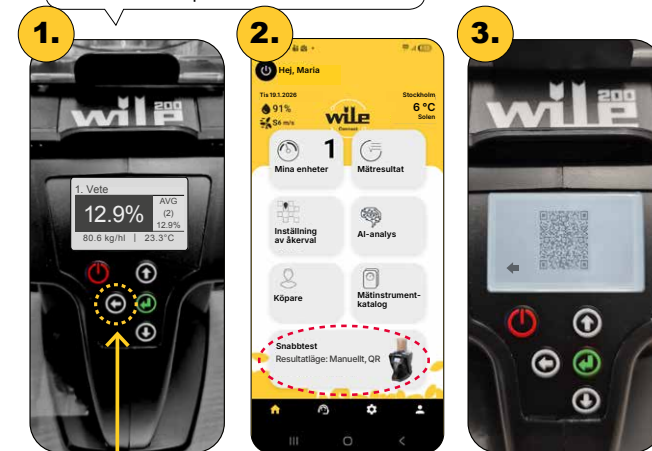 1.
wile 200
1. Vete
12.9%
AVG
(2)
12.9%
80.6 kg/hl | 23.3°C
2.
Hej, Maria
Tis 19.1.2026
91%
S6 m/s
wile
Stockholm
6 °C
Solen
1
Mina enheter
Mätresultat
Inställning
av åkerval
AI-analys
Köpare
Mätinstrument-
katalog
Snabbtest
Resultatläge: Manuellt, QR
3.
wile 200